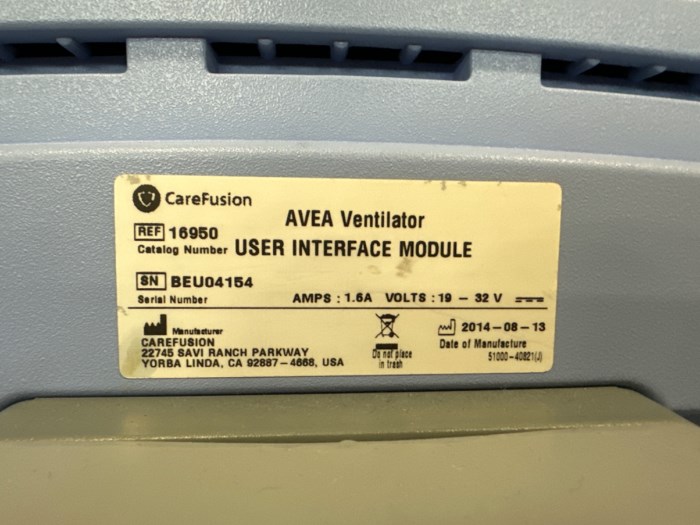 CareFusion
AVEA Ventilator
REF 16950
Catalog Number USER INTERFACE MODULE
SN BEU04154
Serial Number AMPS : 1.6A VOLTS : 19 – 32 V
Manufacturer
CAREFUSION
22745 SAVI RANCH PARKWAY
YORBA LINDA, CA 92887–4668, USA
Do not place
in trash
2014–08–13
Date of Manufacture
51000–40821(J)